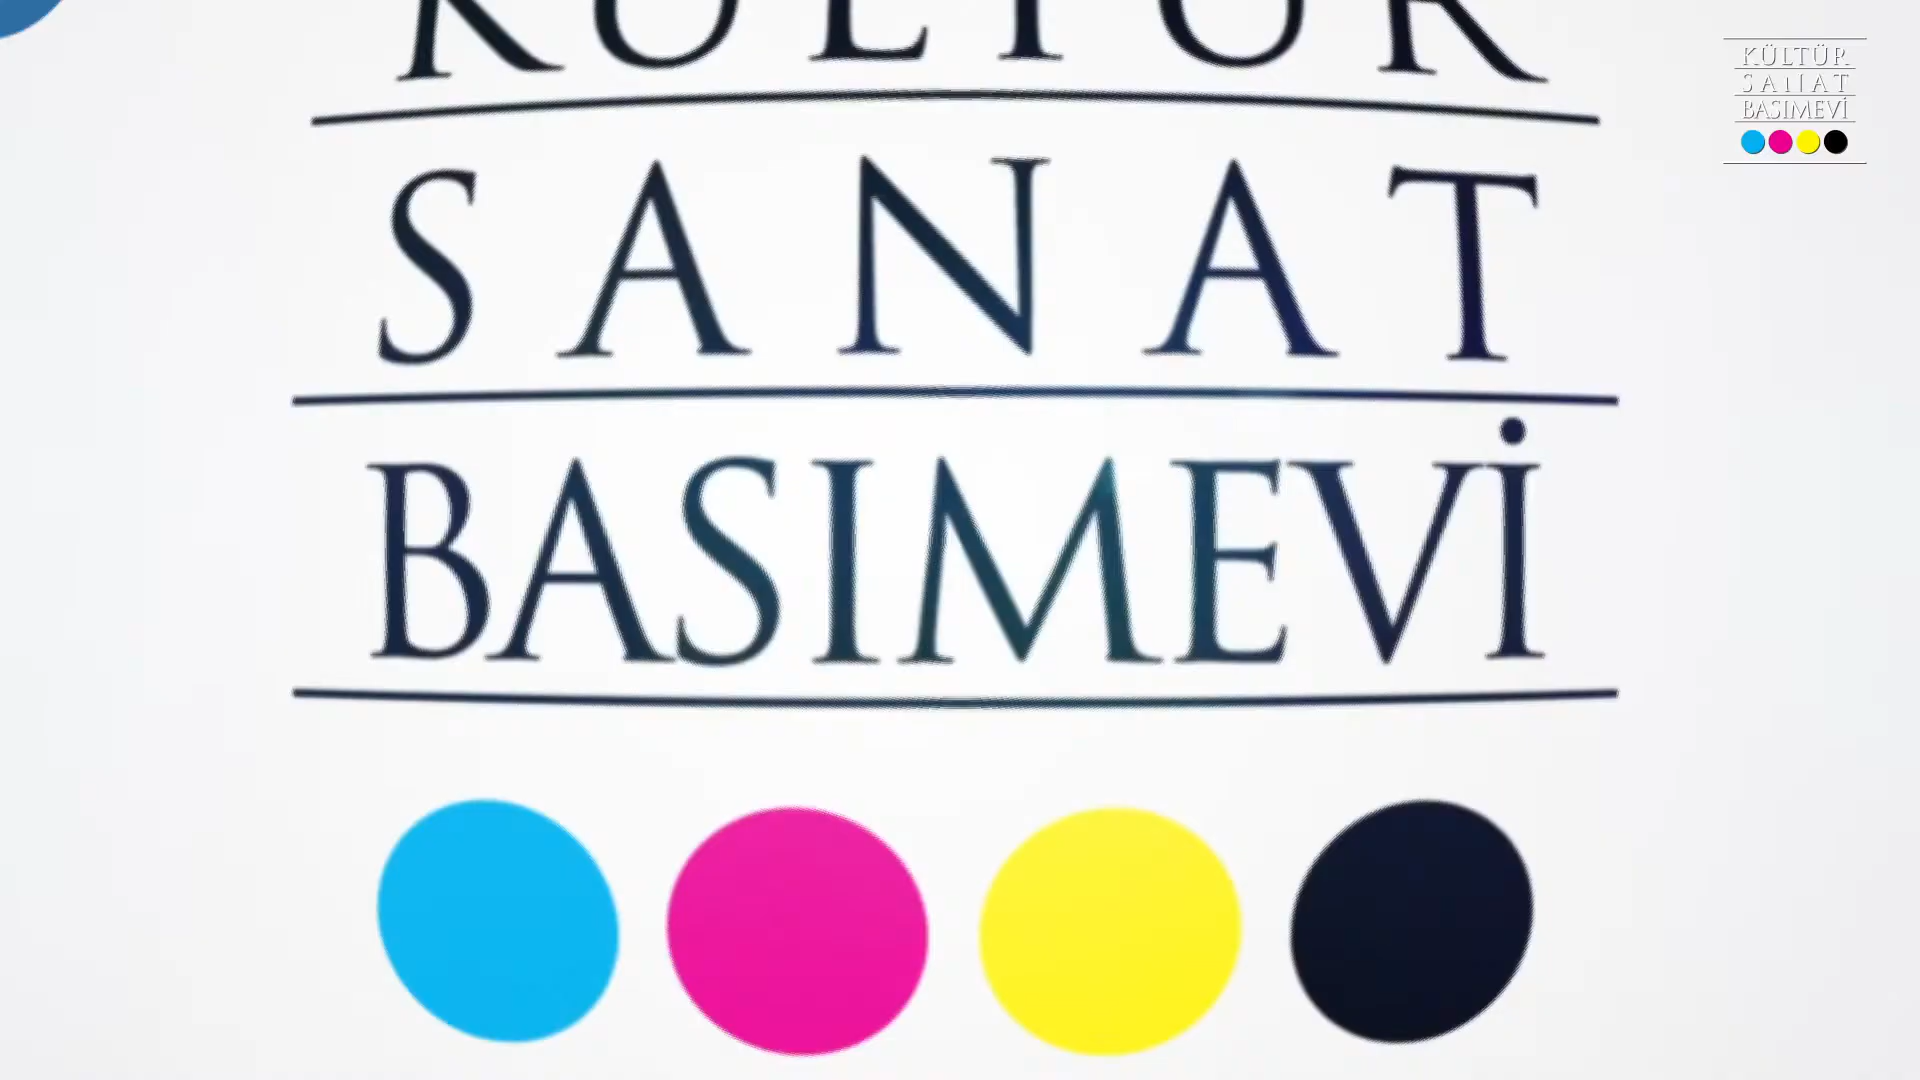 KÜLTÜR
SANAT
BASIMEVİ
KÜLTÜR
SANAT
BASIMEVİ